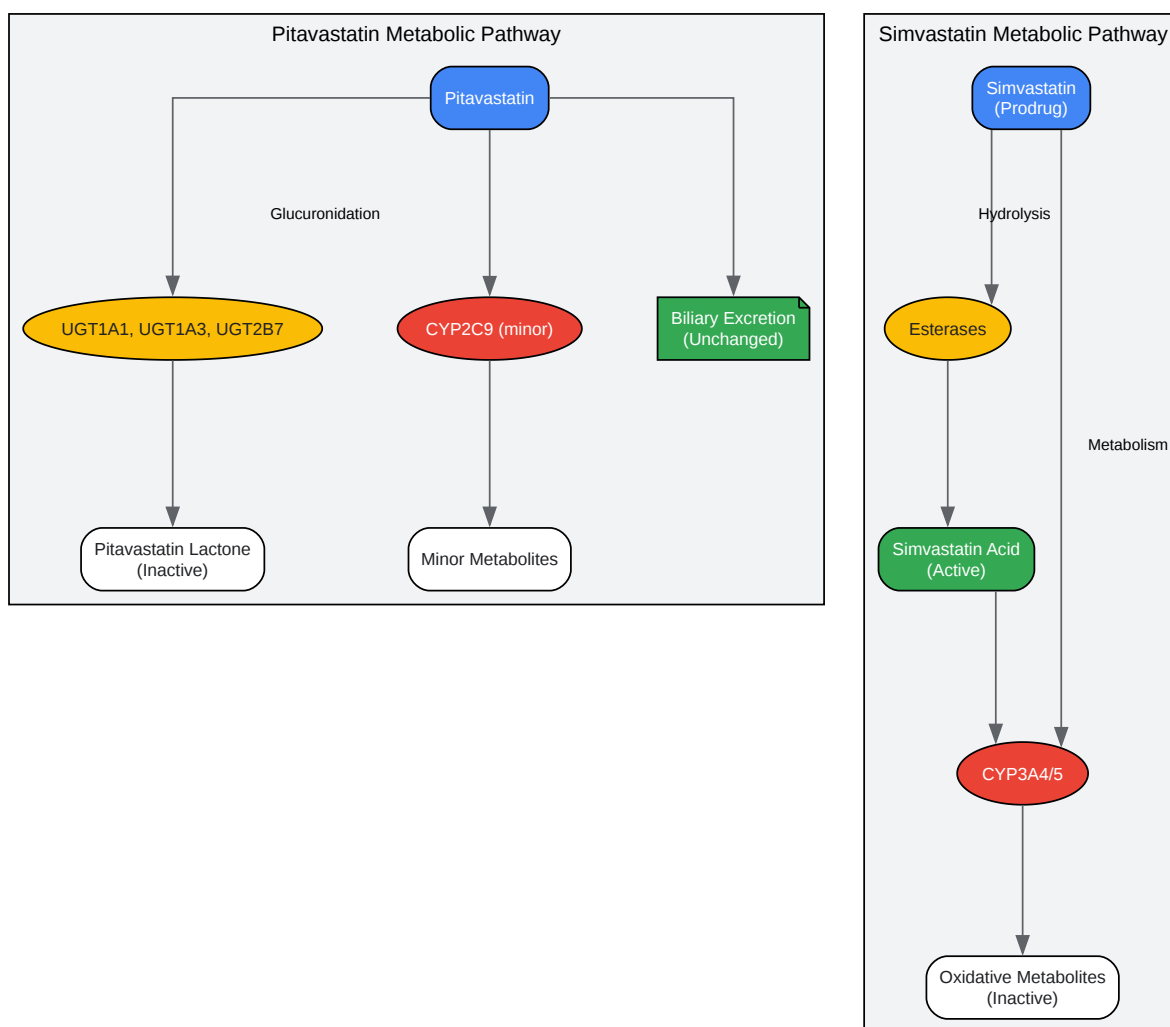 Pitavastatin Metabolic Pathway
Pitavastatin
Glucuronidation
UGT1A1, UGT1A3, UGT2B7
CYP2C9 (minor)
Biliary Excretion
(Unchanged)
Pitavastatin Lactone
(Inactive)
Minor Metabolites
Simvastatin Metabolic Pathway
Simvastatin
(Prodrug)
Hydrolysis
Esterases
Metabolism
Simvastatin Acid
(Active)
CYP3A4/5
Oxidative Metabolites
(Inactive)